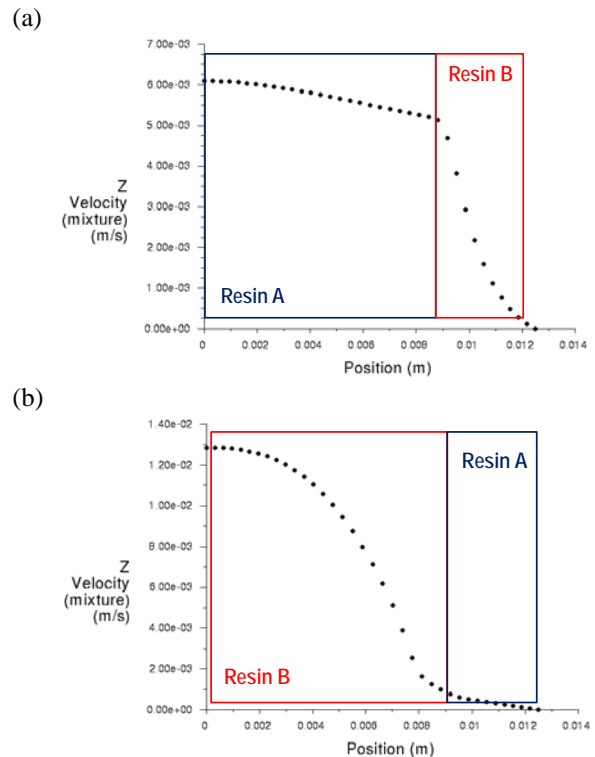 (a)
7.00e-03
6.00e-03
5.00e-03
4.00e-03
3.00e-03
2.00e-03
1.00e-03
0.00e+00
Z
Velocity
(mixture)
(m/s)
Resin A
Resin B
0 0.002 0.004 0.006 0.008 0.01 0.012 0.014
Position (m)
(b)
1.40e-02
1.20e-02
1.00e-02
8.00e-03
6.00e-03
4.00e-03
2.00e-03
0.00e+00
Z
Velocity
(mixture)
(m/s)
Resin B
Resin A
0 0.002 0.004 0.006 0.008 0.01 0.012 0.014
Position (m)